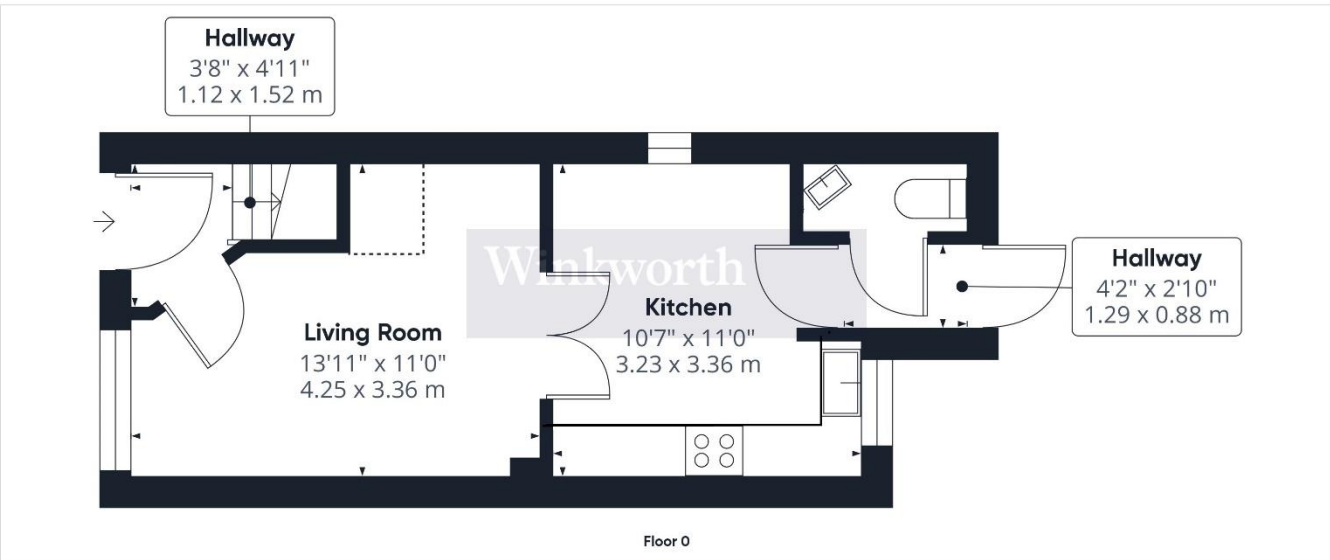 Hallway
3'8" x 4'11"
1.12 x 1.52 m
Winkworth
Kitchen
10'7" x 11'0"
3.23 x 3.36 m
Living Room
13'11" x 11'0"
4.25 x 3.36 m
Hallway
4'2" x 2'10"
1.29 x 0.88 m
Floor 0